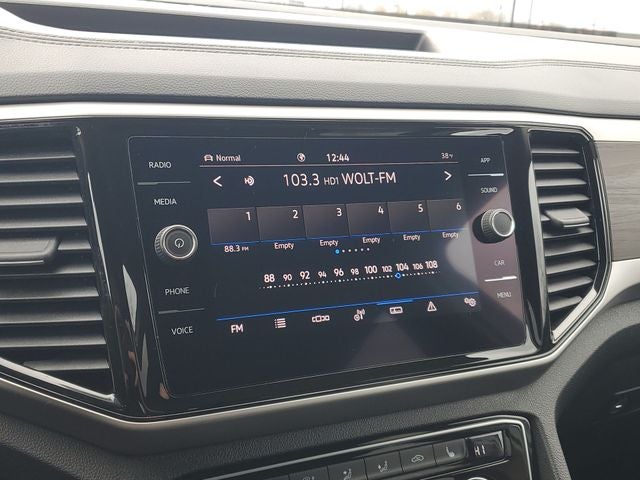 RADIO
MEDIA
PHONE
VOICE
Normal 12:44 38°F
103.3 HD1 WOLT-FM
1 2 3 4 5 6
88.3 FM Empty Empty Empty Empty Empty
88 90 92 94 96 98 100 102 104 106 108
FM
APP
SOUND
CAR
MENU